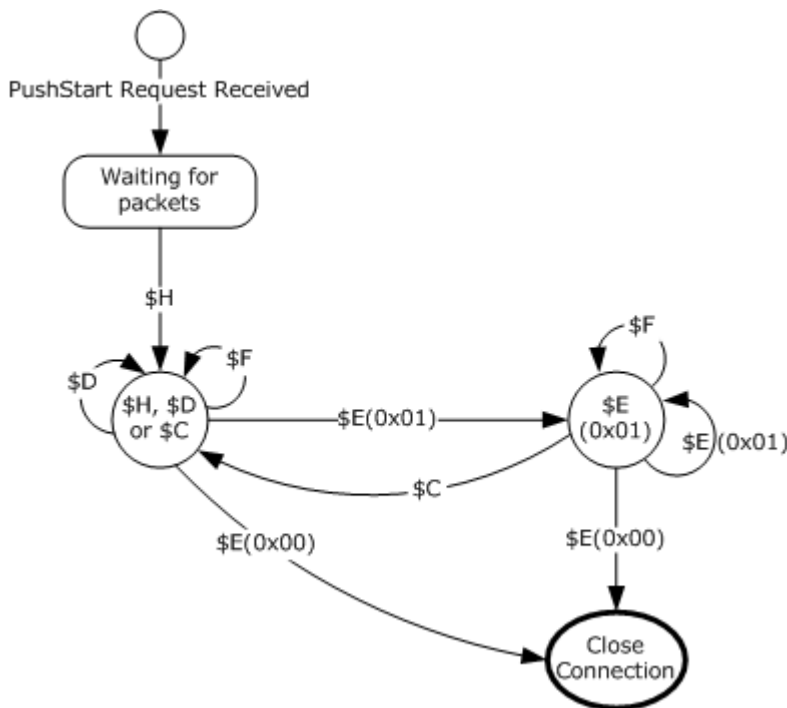 PushStart Request Received
Waiting for
packets
$H
$D
$F
$H, $D
or $C
$E(0x01)
$F
$E
(0x01)
$E(0x01)
$C
$E(0x00)
$E(0x00)
Close
Connection